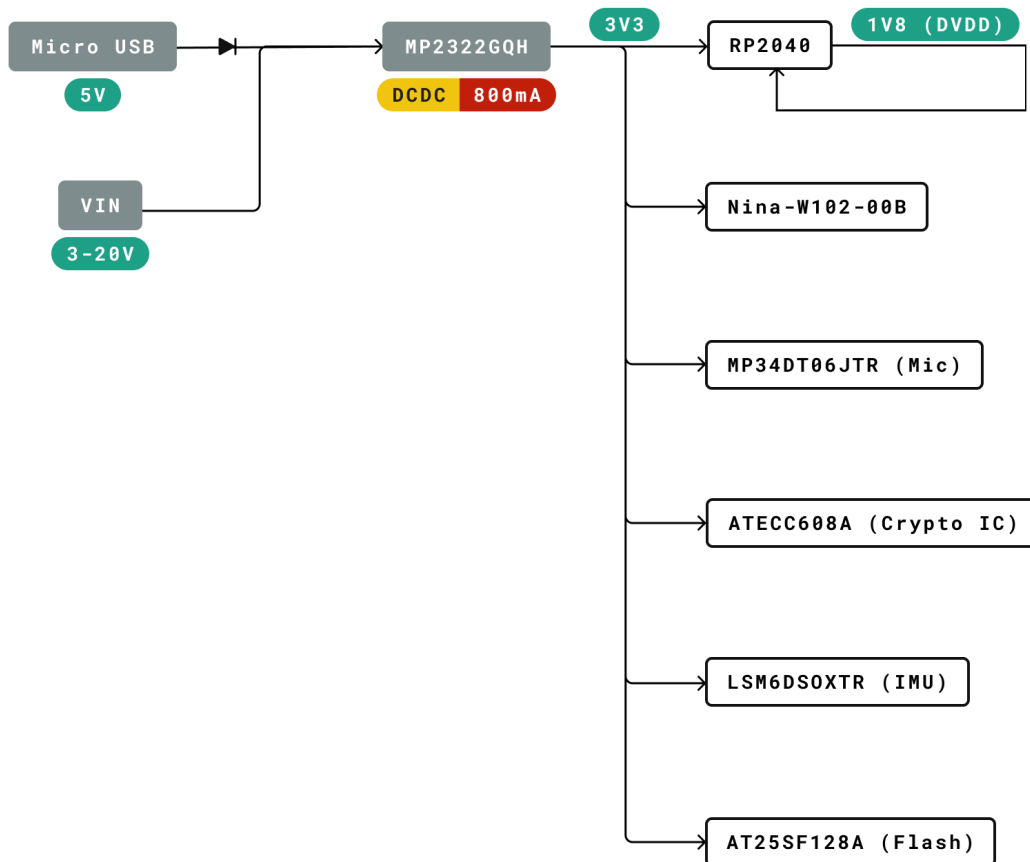 Micro USB
5V
VIN
3-20V
MP2322GQH
DCDC 800mA
3V3
RP2040
1V8 (DVDD)
Nina-W102-00B
MP34DT06JTR (Mic)
ATECC608A (Crypto IC)
LSM6DSOXTR (IMU)
AT25SF128A (Flash)